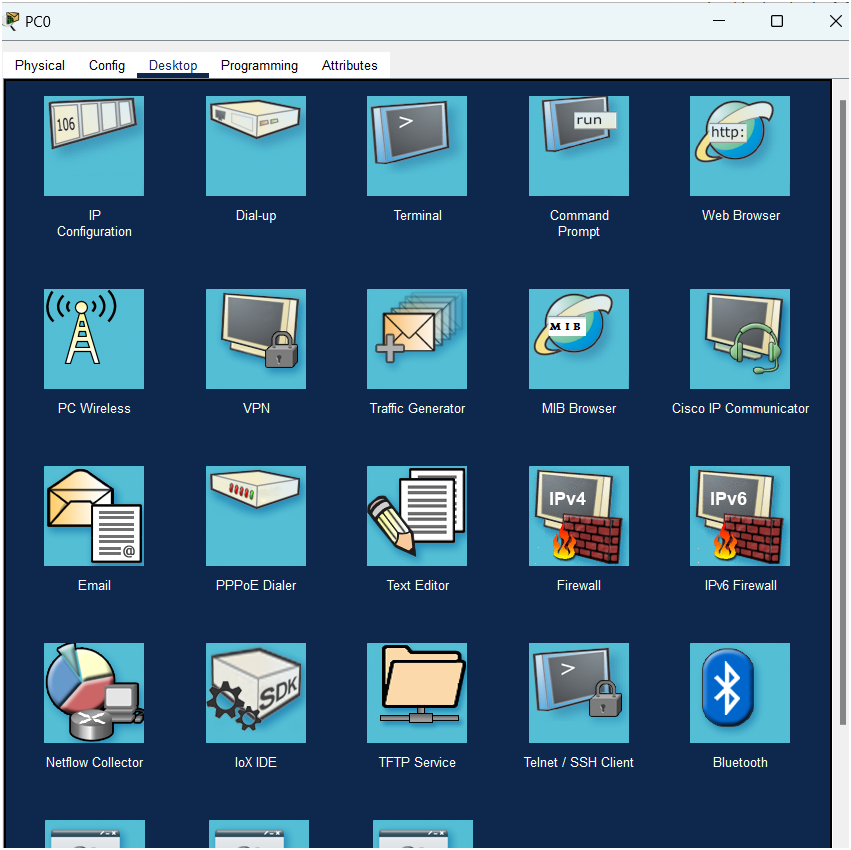 PC0
Physical Config Desktop Programming Attributes
106
>
run
http:
IP
Configuration
Dial-up
Terminal
Command
Prompt
Web Browser
MIB
PC Wireless
VPN
Traffic Generator
MIB Browser
Cisco IP Communicator
@
IPv4
IPv6
Email
PPPoE Dialer
Text Editor
Firewall
IPv6 Firewall
SDK
>
Netflow Collector
IoX IDE
TFTP Service
Telnet / SSH Client
Bluetooth